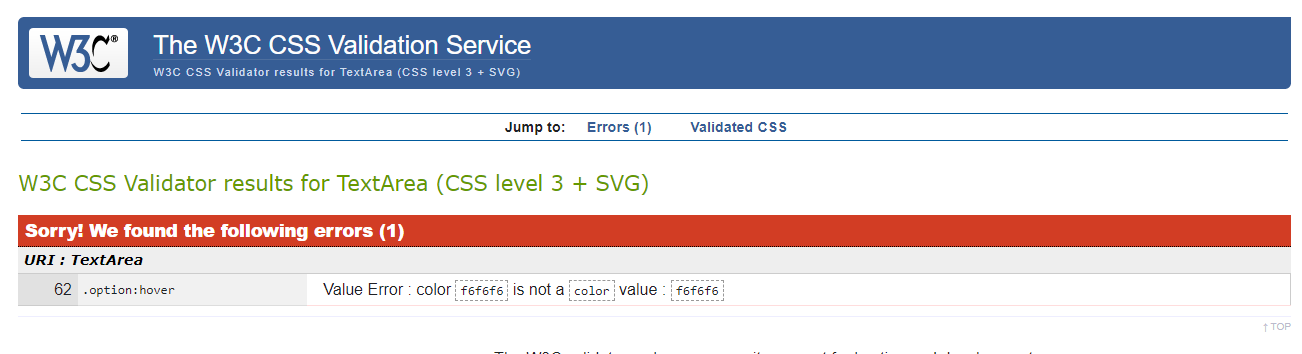 W3C®
The W3C CSS Validation Service
W3C CSS Validator results for TextArea (CSS level 3 + SVG)
Jump to: Errors (1) Validated CSS
W3C CSS Validator results for TextArea (CSS level 3 + SVG)
Sorry! We found the following errors (1)
URI : TextArea
62 .option:hover Value Error : color f6f6f6 is not a color value : f6f6f6
↑ TOP